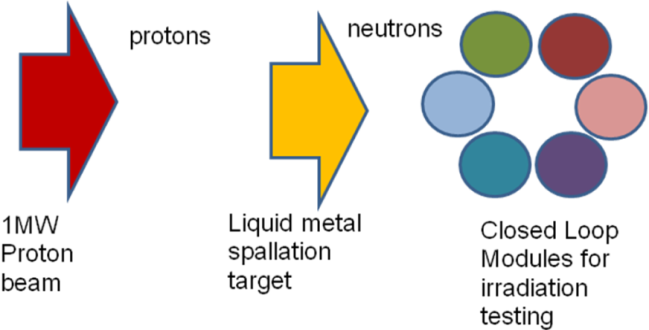 protons
neutrons
1MW
Proton
beam
Liquid metal
spallation
target
Closed Loop
Modules for
irradiation
testing